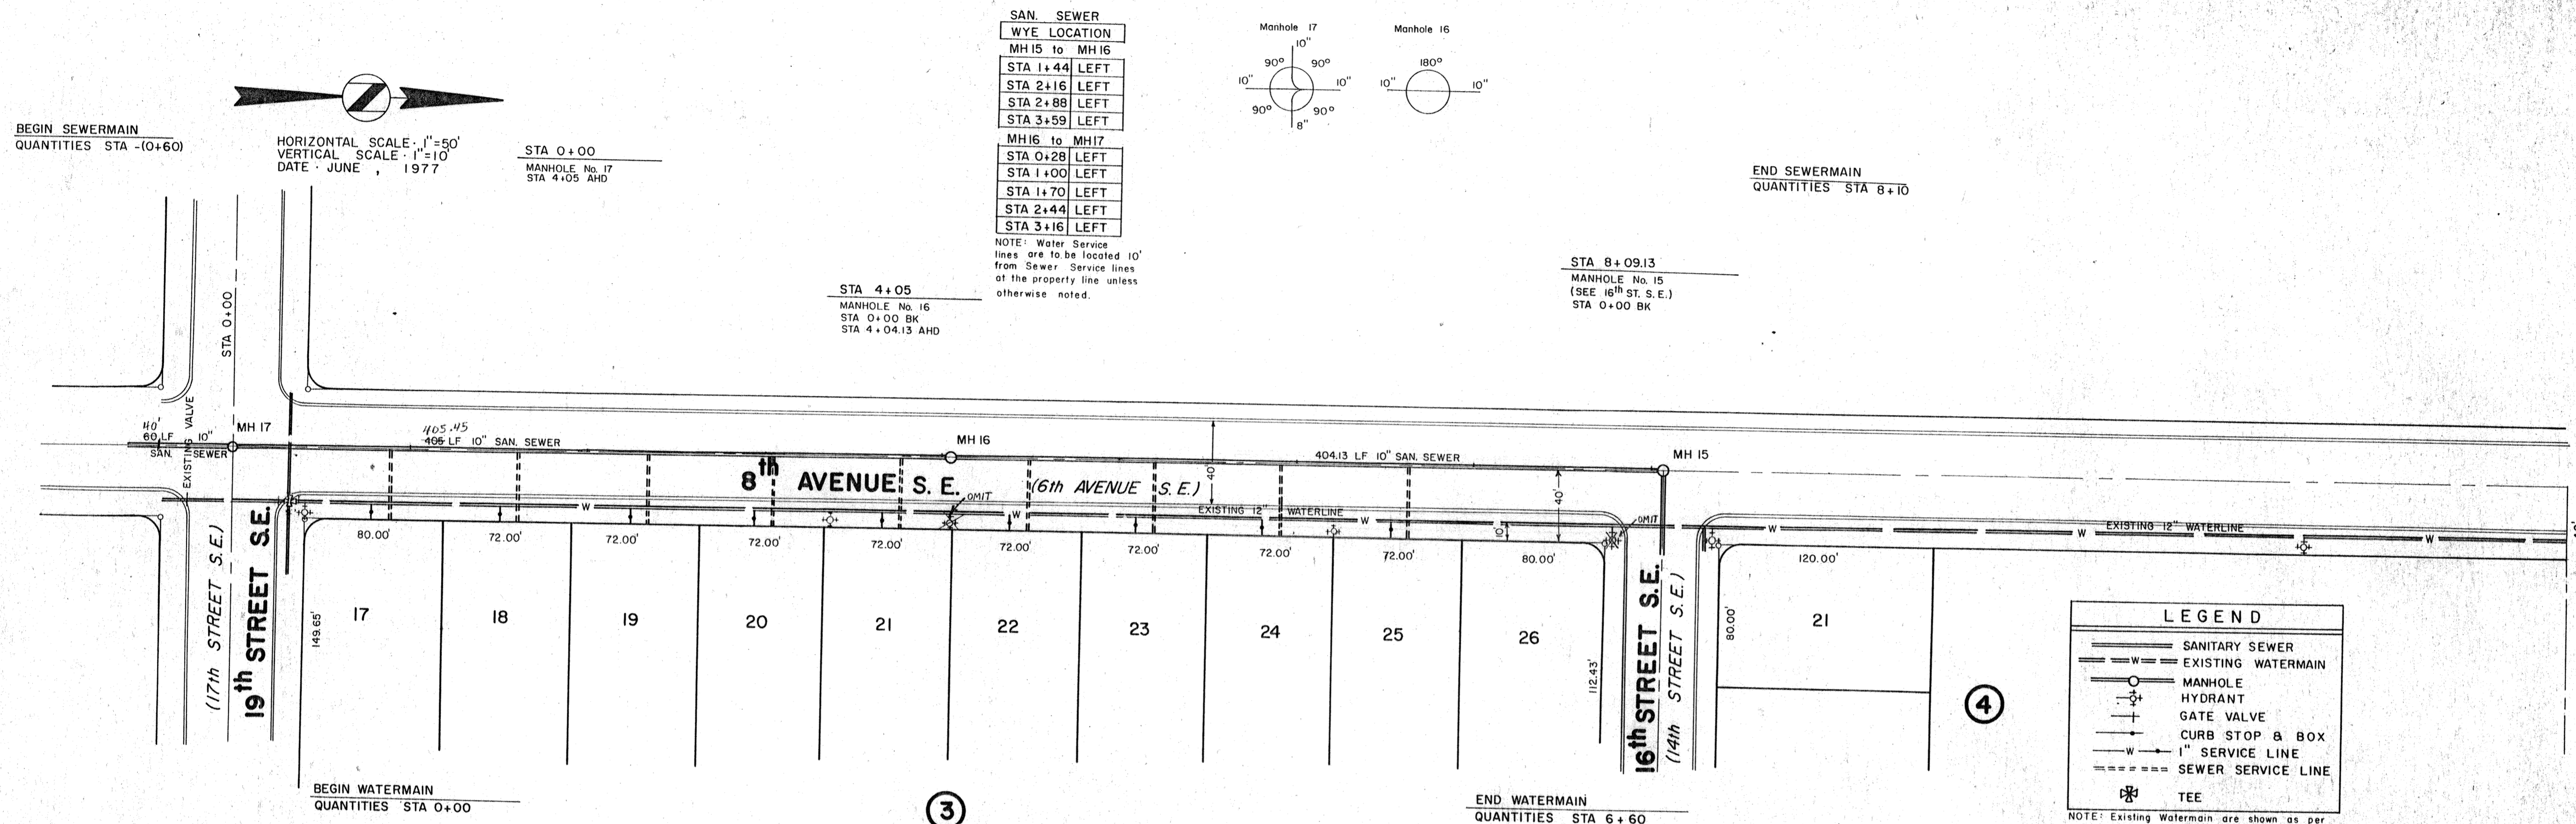 SAN. SEWER
WYE LOCATION
MH 15 to MH 16
STA 1+44 LEFT
STA 2+16 LEFT
STA 2+88 LEFT
STA 3+59 LEFT
MH 16 to MH 17
STA 0+28 LEFT
STA 1+00 LEFT
STA 1+70 LEFT
STA 2+44 LEFT
STA 3+16 LEFT
NOTE: Water Service
lines are to be located 10'
from Sewer Service lines
at the property line unless
otherwise noted.
Manhole 17
10"
90° 90°
10" 10"
90° 90°
8"
Manhole 16
180°
10" 10"
BEGIN SEWERMAIN
QUANTITIES STA -(0+60)
HORIZONTAL SCALE · 1"=50'
VERTICAL SCALE · 1"=10'
DATE · JUNE , 1977
STA 0+00
MANHOLE No. 17
STA 4+05 AHD
END SEWERMAIN
QUANTITIES STA 8+10
STA 4+05
MANHOLE No. 16
STA 0+00 BK
STA 4+04.13 AHD
STA 8+09.13
MANHOLE No. 15
(SEE 16th ST. S.E.)
STA 0+00 BK
STA 0+00
EXISTING VALVE
40'
60 LF 10"
SAN. SEWER
MH 17
405.45
405 LF 10" SAN. SEWER
MH 16
404.13 LF 10" SAN. SEWER
MH 15
8th AVENUE S. E.
(6th AVENUE S.E.)
40'
40'
10'
OMIT
OMIT
W
W
EXISTING 12" WATERLINE
W
W
EXISTING 12" WATERLINE
W
W
80.00'
72.00'
72.00'
72.00'
72.00'
72.00'
72.00'
72.00'
72.00'
80.00'
120.00'
(17th STREET S.E.)
19th STREET S.E.
149.65'
17
18
19
20
21
22
23
24
25
26
112.43'
16th STREET S.E.
(14th STREET S.E.)
80.00'
21
3
4
BEGIN WATERMAIN
QUANTITIES STA 0+00
END WATERMAIN
QUANTITIES STA 6+60
LEGEND
SANITARY SEWER
W EXISTING WATERMAIN
MANHOLE
HYDRANT
GATE VALVE
CURB STOP & BOX
W 1" SERVICE LINE
SEWER SERVICE LINE
TEE
NOTE: Existing Watermain are shown as per